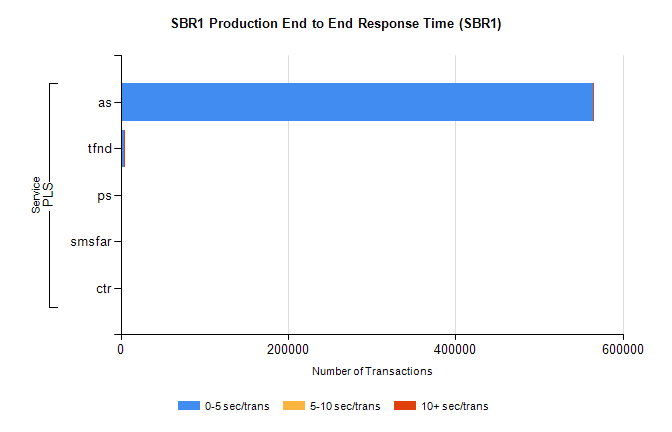 SBR1 Production End to End Response Time (SBR1)
Service
PLS
as
tfnd
ps
smsfar
ctr
0 200000 400000 600000
Number of Transactions
0-5 sec/trans 5-10 sec/trans 10+ sec/trans